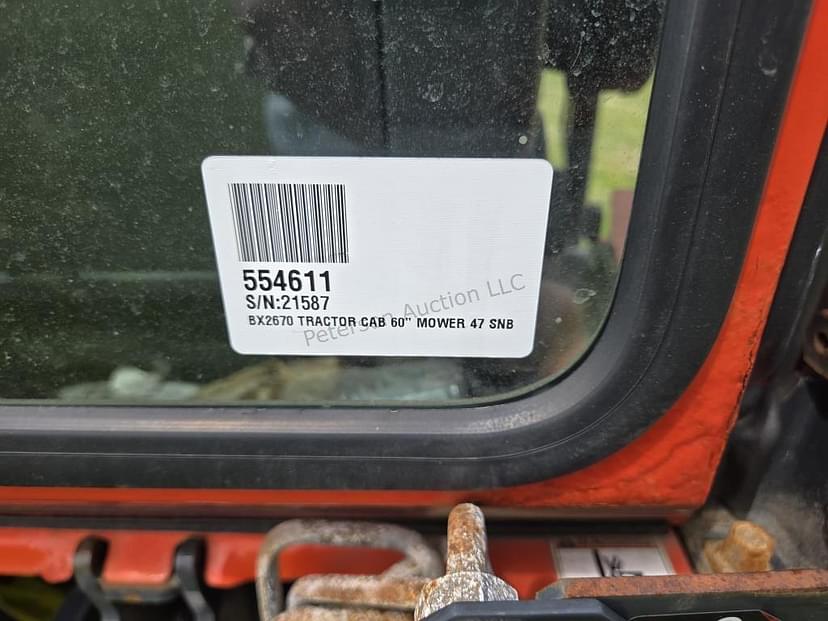 554611
S/N:21587
BX2670 TRACTOR CAB 60" MOWER 47 SNB
Peterson Auction LLC